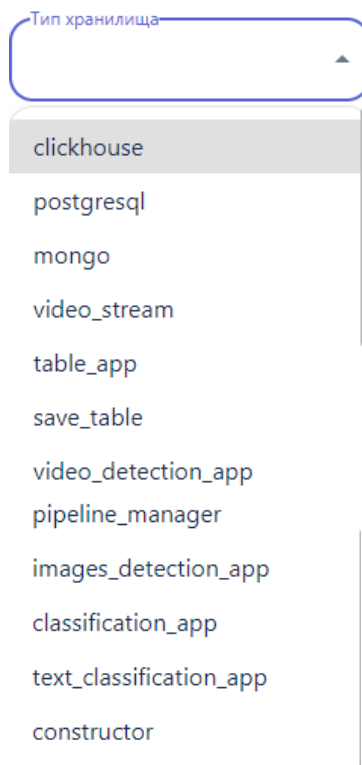 Тип хранилища
clickhouse
postgresql
mongo
video_stream
table_app
save_table
video_detection_app
pipeline_manager
images_detection_app
classification_app
text_classification_app
constructor